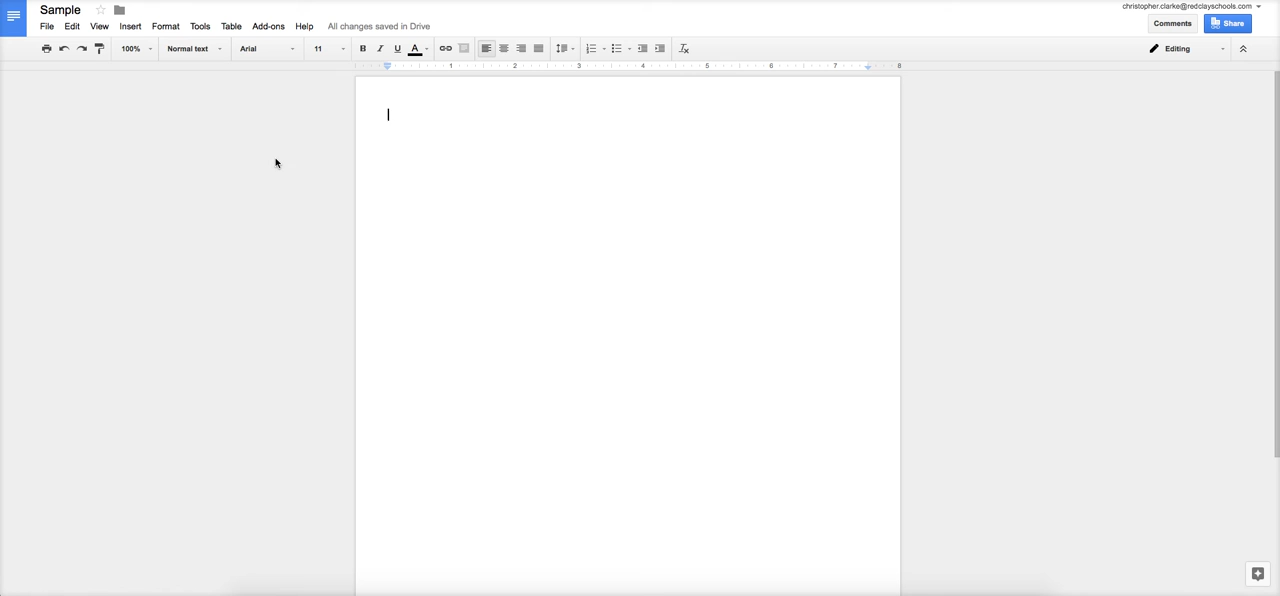 Sample
christopher.clarke@redclayschools.com
File Edit View Insert Format Tools Table Add-ons Help All changes saved in Drive
Comments Share
100% Normal text Arial 11 B I U A Editing
1 2 3 4 5 6 7 8